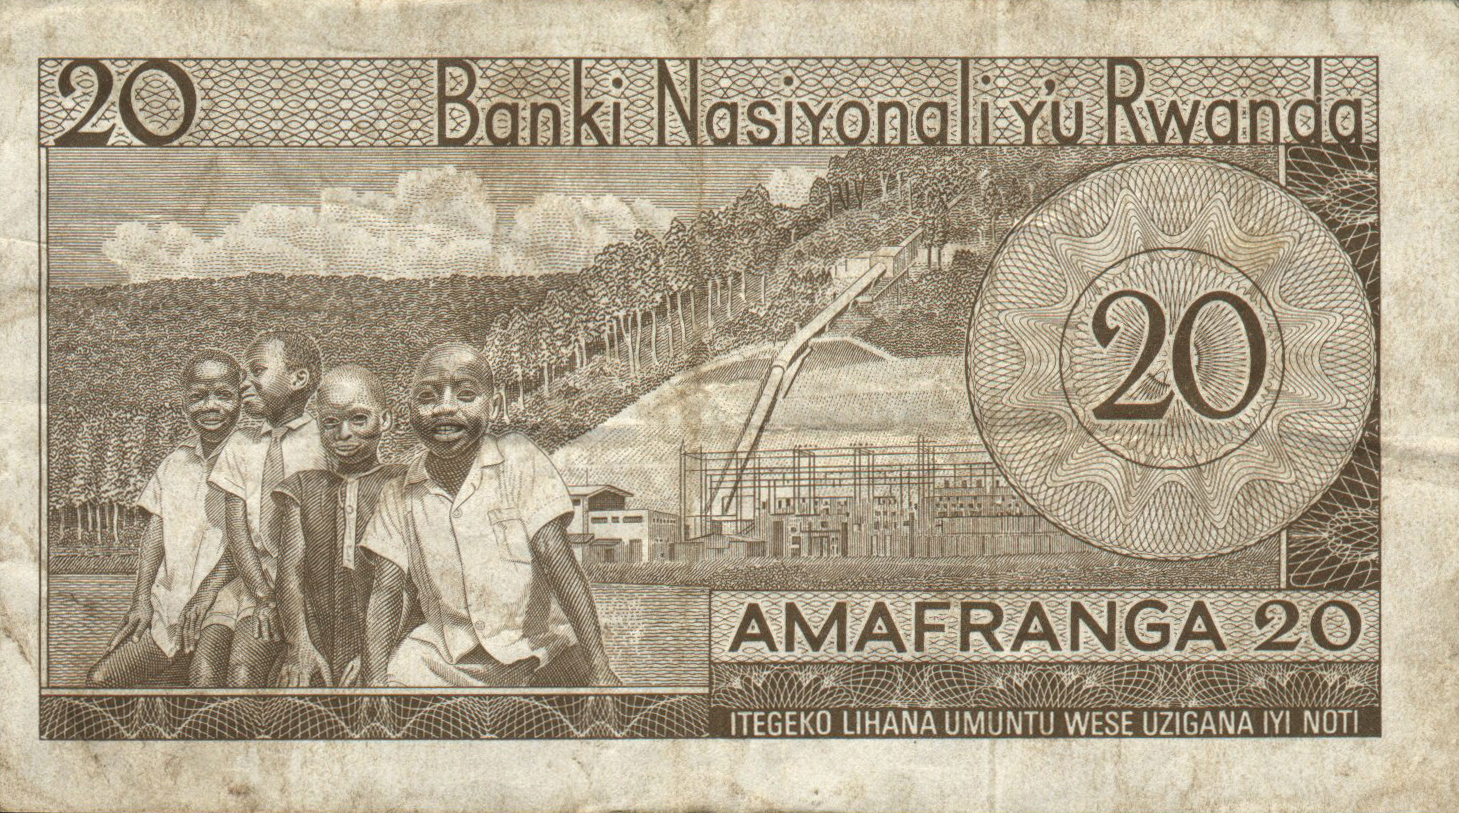 20 Banki Nasiyonali y'u Rwanda
20
AMAFRANGA 20
ITEGEKO LIHANA UMUNTU WESE UZIGANA IYI NOTI